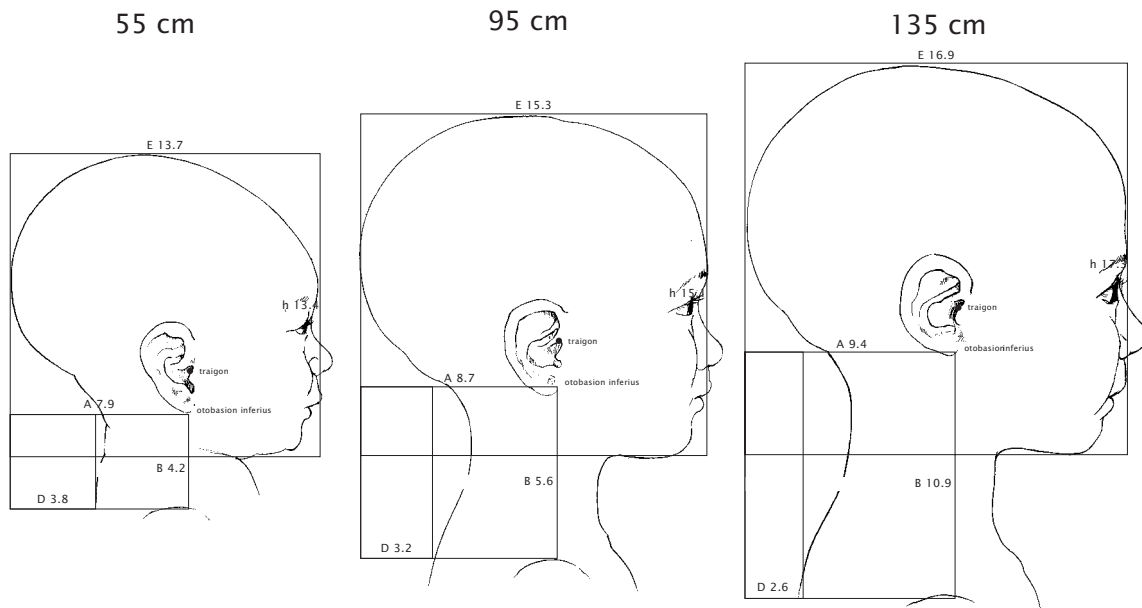 55 cm
95 cm
135 cm
E 13.7
E 15.3
E 16.9
h 13.4
h 15.1
traigon
traigon
traigon
otobasion inferius
otobasion inferius
otobasioninferius
A 7.9
A 8.7
A 9.4
B 4.2
B 5.6
B 10.9
D 3.8
D 3.2
D 2.6